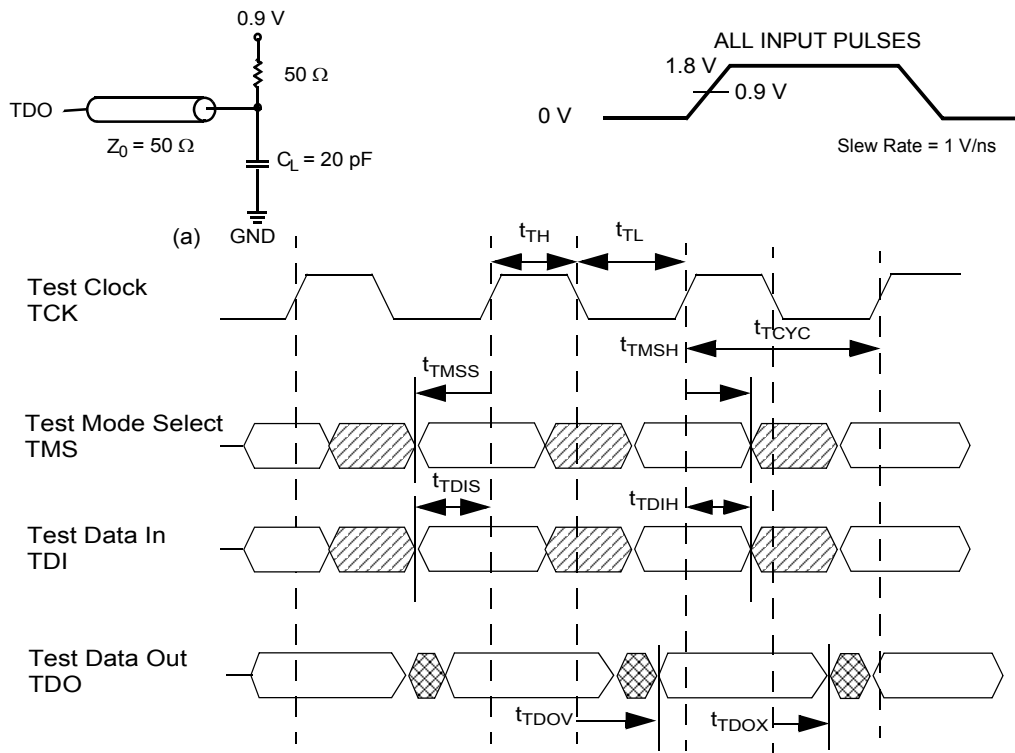 0.9 V
50 Ω
TDO
Z0 = 50 Ω
CL = 20 pF
(a)
GND
ALL INPUT PULSES
1.8 V
0.9 V
0 V
Slew Rate = 1 V/ns
tTH
tTL
Test Clock
TCK
tTMSH
tTCYC
tTMSS
Test Mode Select
TMS
tTDIS
tTDIH
Test Data In
TDI
Test Data Out
TDO
tTDOV
tTDOX